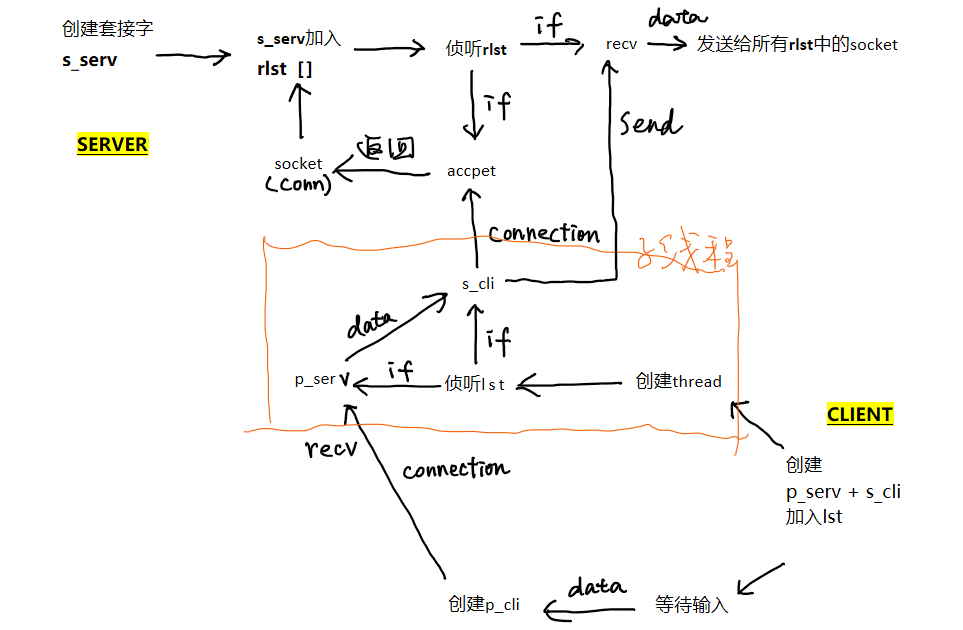 创建套接字
s_serv
s_serv加入
rlst []
侦听rlst
if
recv
data
发送给所有rlst中的socket
if
send
SERVER
socket
(conn)
返回
accpet
connection
子线程
s_cli
data
if
p_serv
if
侦听lst
创建thread
CLIENT
recv
connection
创建
p_serv + s_cli
加入lst
创建p_cli
data
等待输入